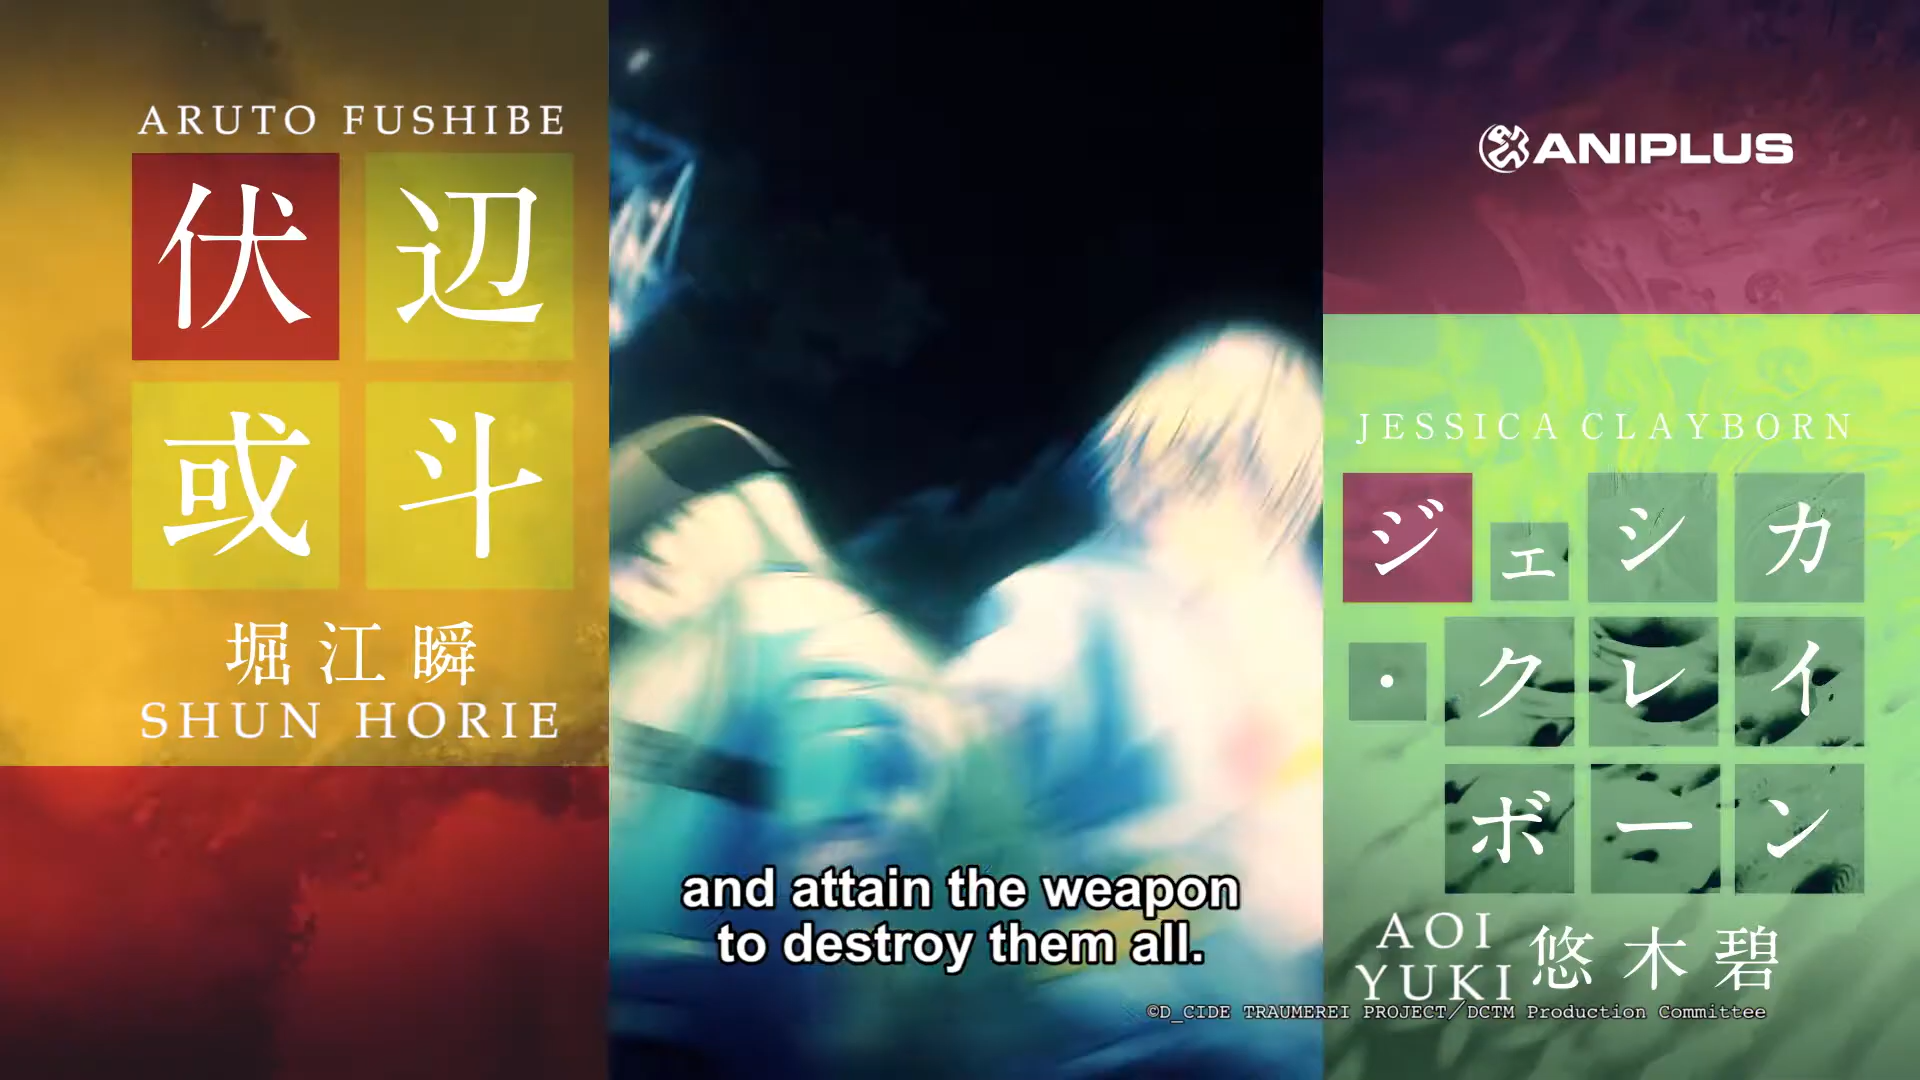 ARUTO FUSHIBE
伏辺
或斗
堀江瞬
SHUN HORIE
and attain the weapon
to destroy them all.
ANIPLUS
JESSICA CLAYBORN
ジェシカ
・クレイ
ボーン
AOI
YUKI
悠木碧
©D_CIDE TRAUMEREI PROJECT/DCTM Production Committee